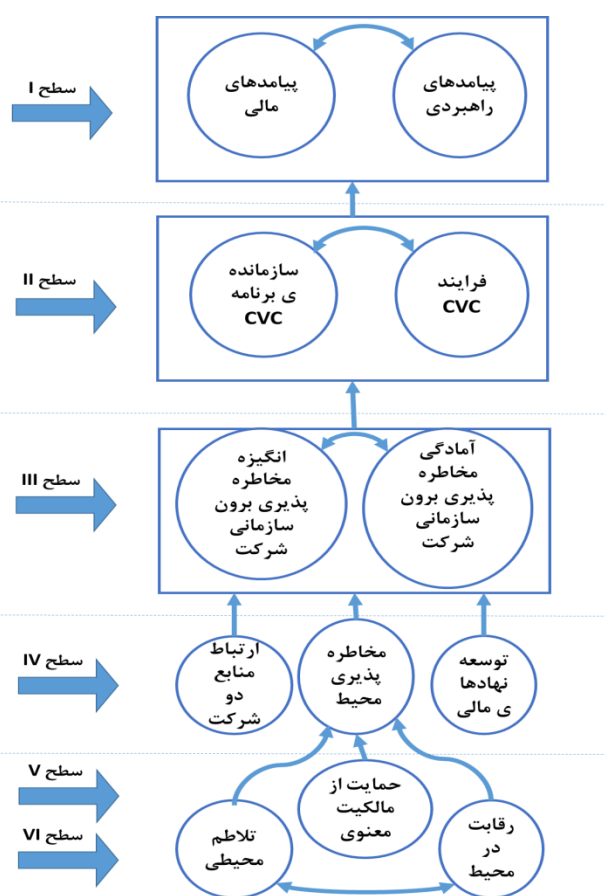 سطح I
پیامدهای
راهبردی
پیامدهای
مالی
سطح II
فرایند
CVC
سازمانده
ی برنامه
CVC
سطح III
آمادگی
مخاطره
پذیری برون
سازمانی
شرکت
انگیزه
مخاطره
پذیری برون
سازمانی
شرکت
سطح IV
توسعه
نهادها
ی مالی
مخاطره
پذیری
محیط
ارتباط
منابع
دو
شرکت
سطح V
حمایت از
مالکیت
معنوی
سطح VI
رقابت
در
محیط
تلاطم
محیطی